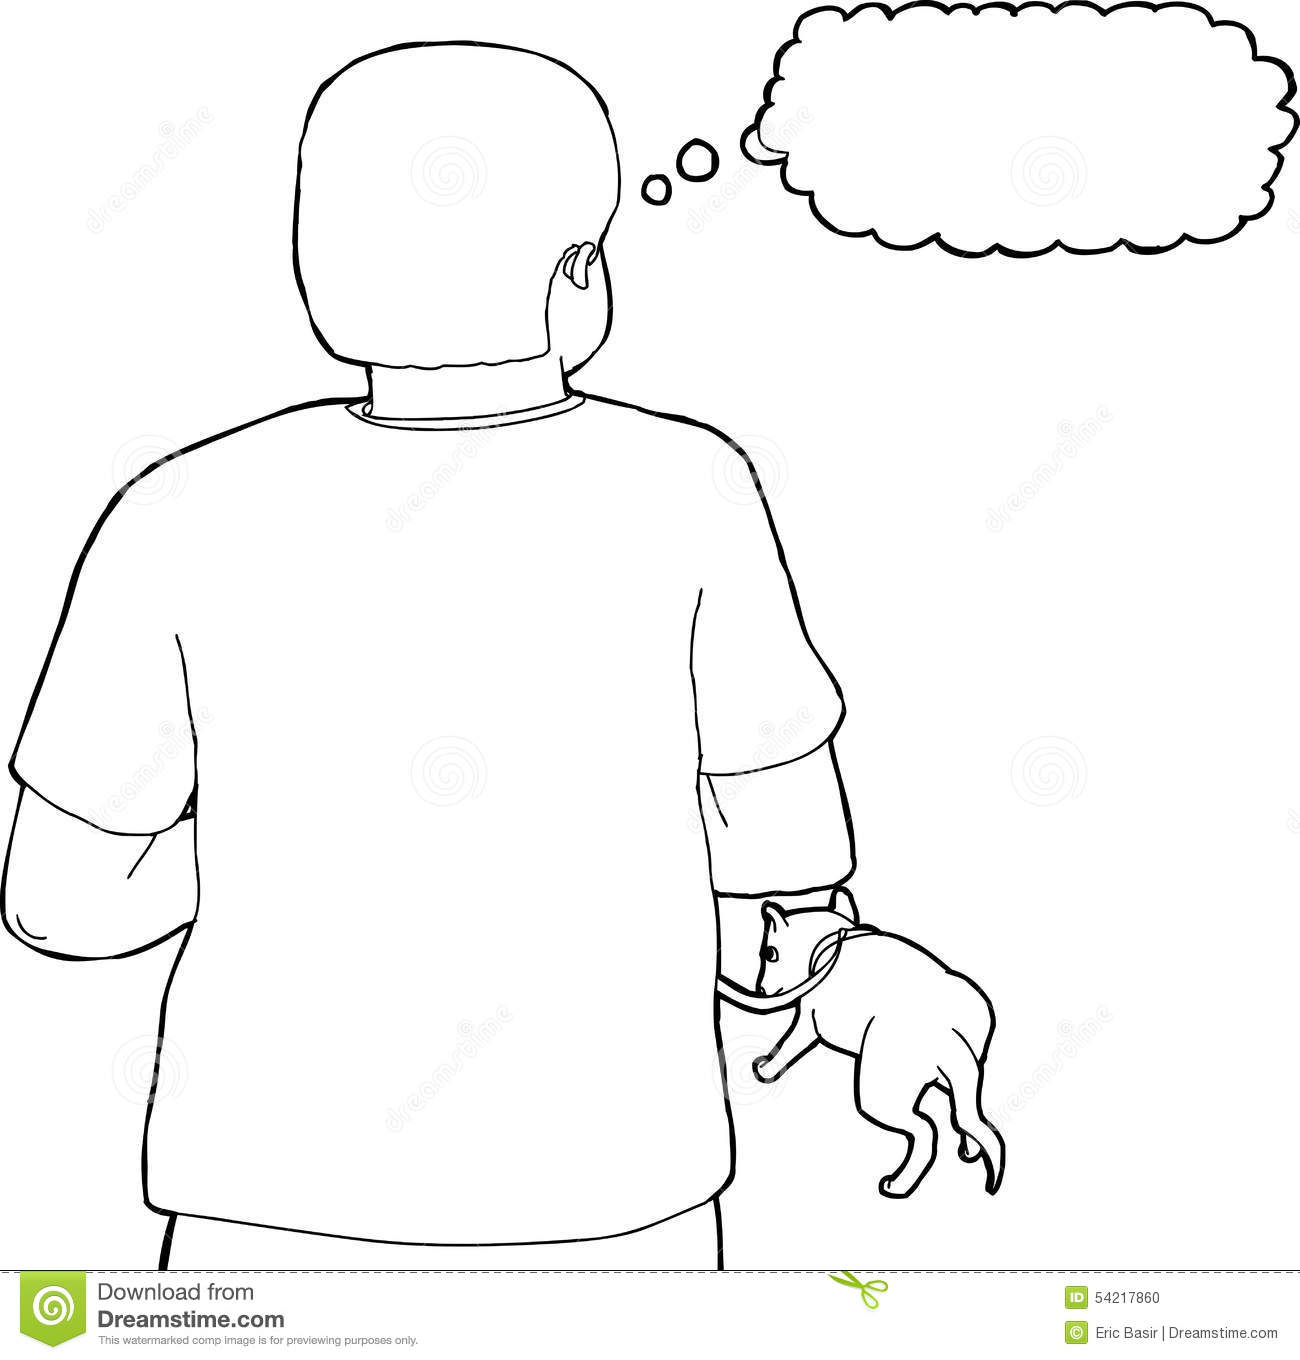 dreamstime
Download from
Dreamstime.com
This watermarked comp image is for previewing purposes only.
ID 54217860
© Eric Basir | Dreamstime.com